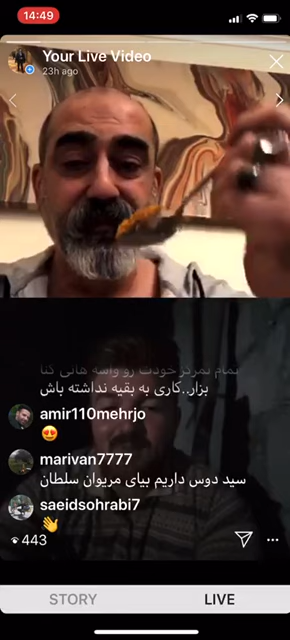 14:49
Your Live Video
23h ago
تمام تمرکز خودت رو واسه هانی کنا
بزار..کاری به بقیه نداشته باش
amir110mehrjo
😍
marivan7777
سید دوس داریم بیای مریوان سلطان
saeidsohrabi7
👋
443
STORY
LIVE